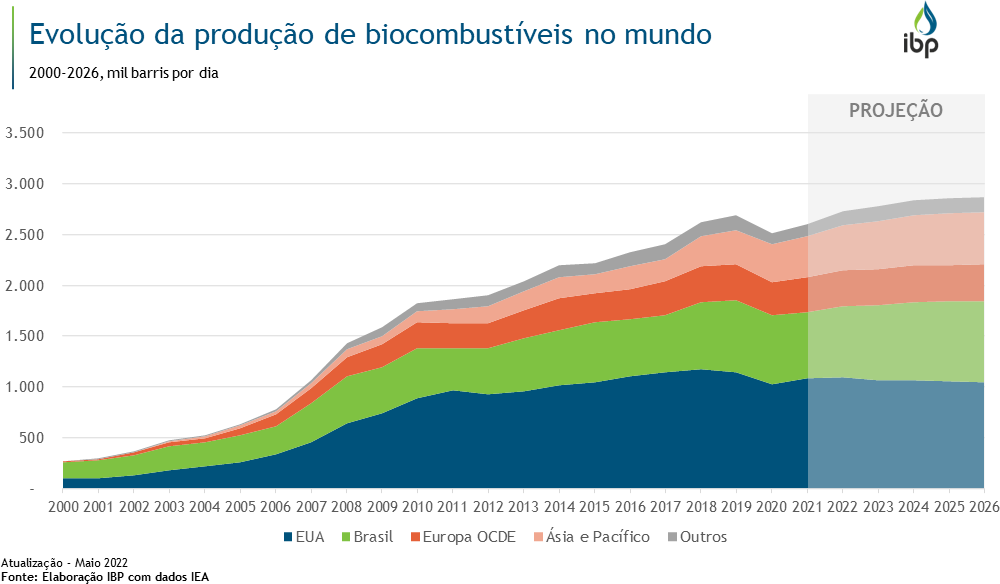 Evolução da produção de biocombustíveis no mundo
ibp
2000-2026, mil barris por dia
PROJEÇÃO
3.500
3.000
2.500
2.000
1.500
1.000
500
-
2000 2001 2002 2003 2004 2005 2006 2007 2008 2009 2010 2011 2012 2013 2014 2015 2016 2017 2018 2019 2020 2021 2022 2023 2024 2025 2026
EUA Brasil Europa OCDE Ásia e Pacífico Outros
Atualização - Maio 2022
Fonte: Elaboração IBP com dados IEA